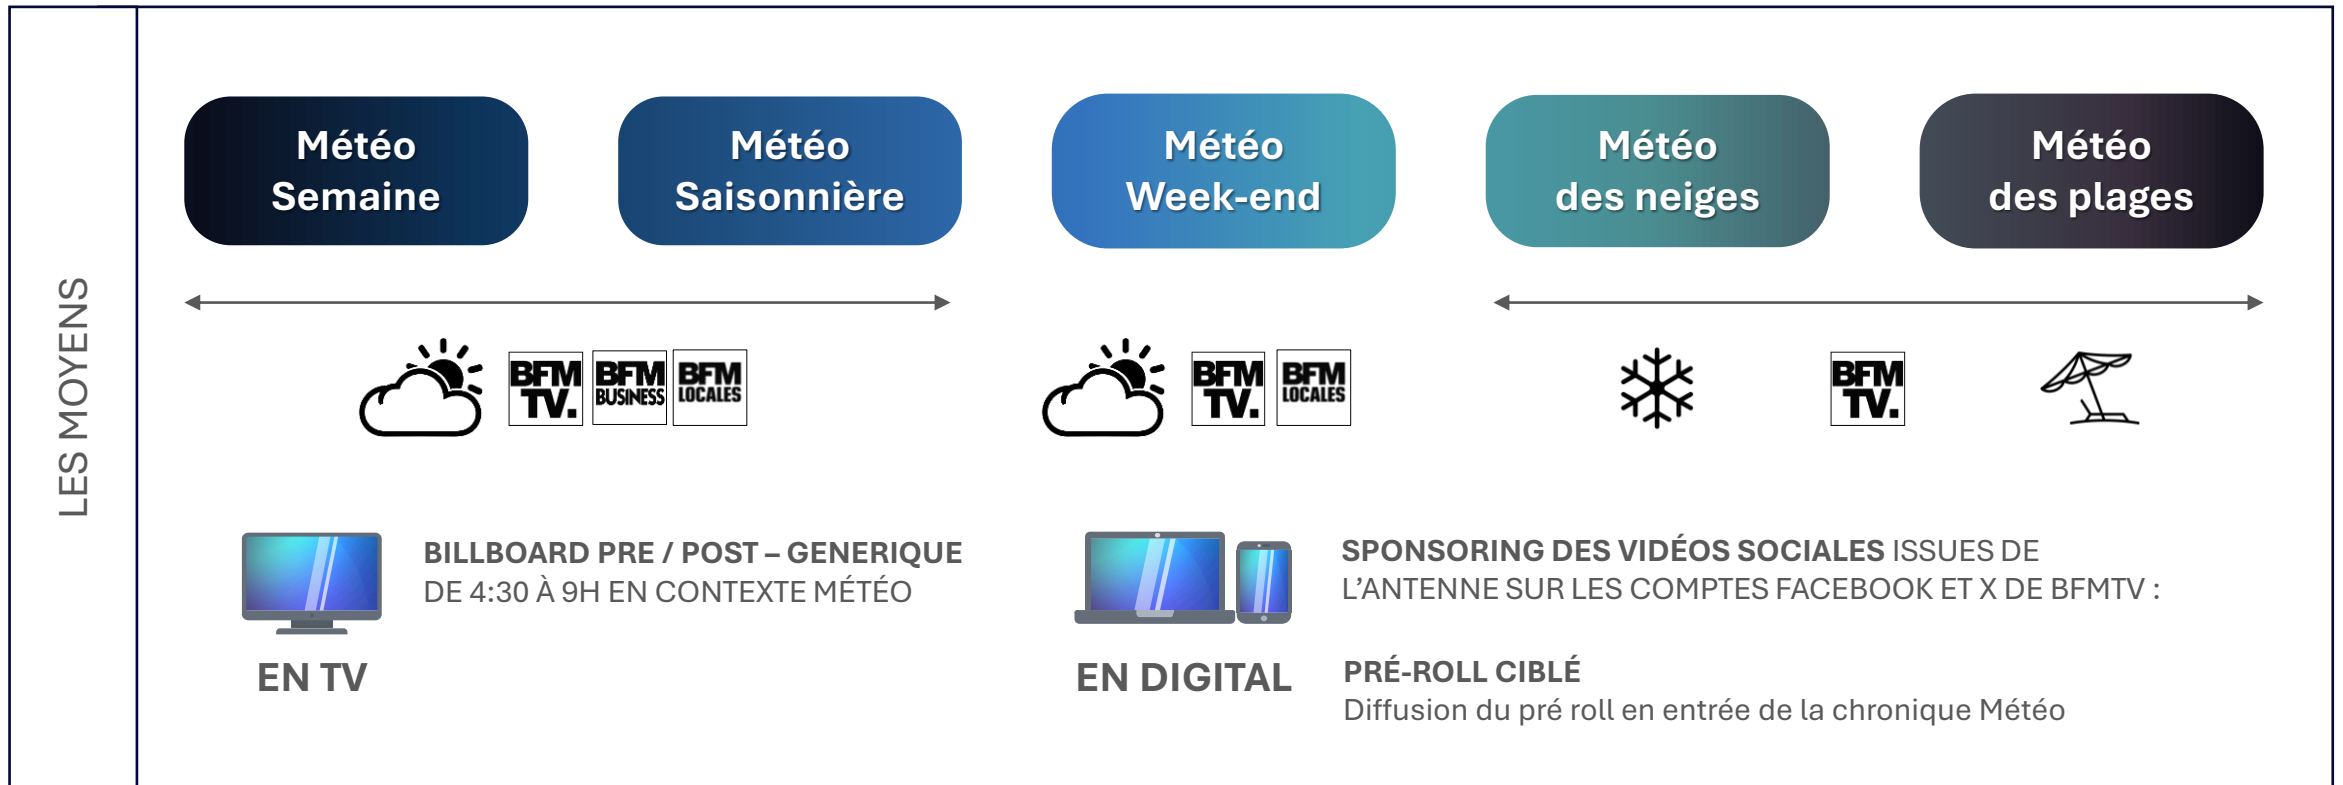 LES MOYENS
Météo
Semaine
Météo
Saisonnière
Météo
Week-end
Météo
des neiges
Météo
des plages
BFM
TV.
BFM
BUSINESS
BFM
LOCALES
BFM
TV.
BFM
LOCALES
BFM
TV.
EN TV
BILLBOARD PRE / POST – GENERIQUE
DE 4:30 À 9H EN CONTEXTE MÉTÉO
EN DIGITAL
SPONSORING DES VIDÉOS SOCIALES ISSUES DE
L’ANTENNE SUR LES COMPTES FACEBOOK ET X DE BFMTV :
PRÉ-ROLL CIBLÉ
Diffusion du pré roll en entrée de la chronique Météo